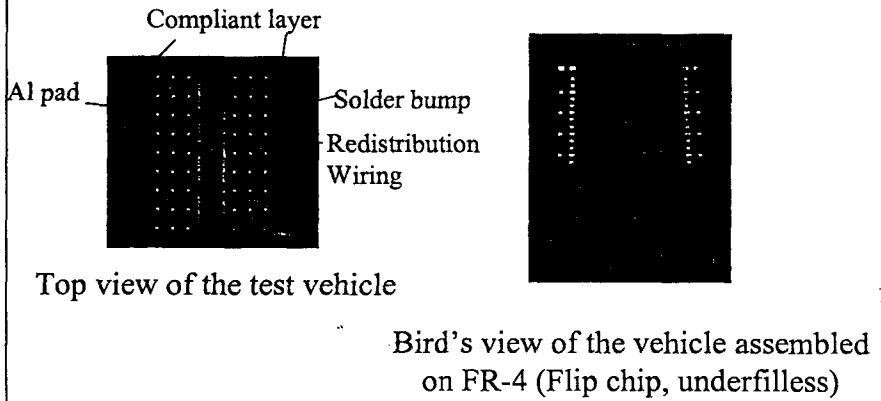 Compliant layer
Al pad
Solder bump
Redistribution
Wiring
Top view of the test vehicle
Bird's view of the vehicle assembled
on FR-4 (Flip chip, underfilless)